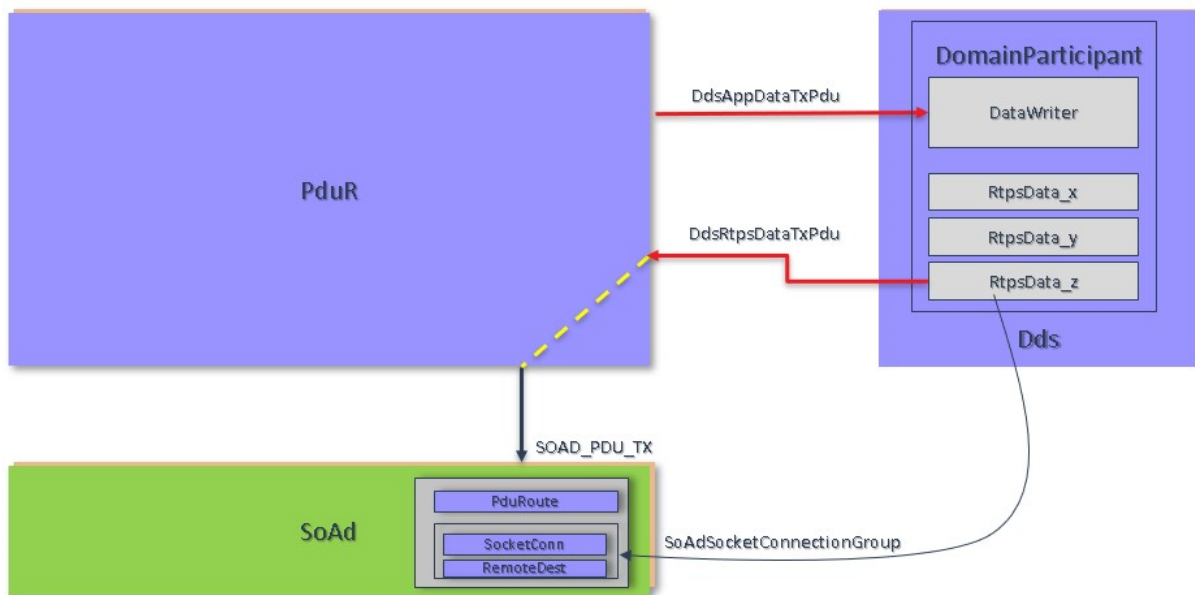 DomainParticipant
DdsAppDataTxPdu
DataWriter
PduR
RtpsData_x
DdsRtpsDataTxPdu
RtpsData_y
RtpsData_z
Dds
SOAD_PDU_TX
PduRoute
SoAd
SocketConn
SoAdSocketConnectionGroup
RemoteDest